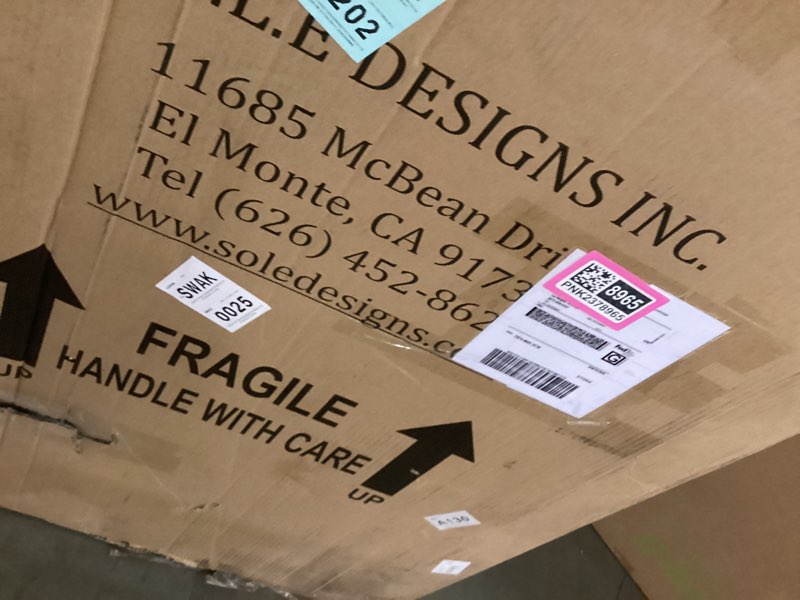 202
.L.E DESIGNS INC.
11685 McBean Dri
El Monte, CA 9173
Tel (626) 452-862
www.soledesigns.c
SWAK
0025
8965
PNK2378965
FedEx
G
FRAGILE
HANDLE WITH CARE
UP
UP
A130